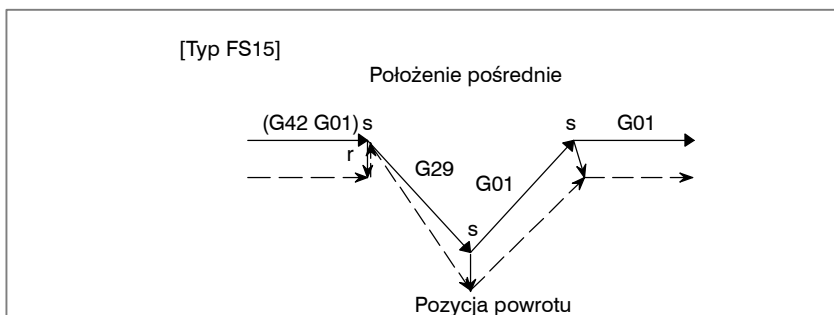 [Typ FS15]
Położenie pośrednie
(G42 G01) s
s
G01
r
G29
G01
s
Pozycja powrotu